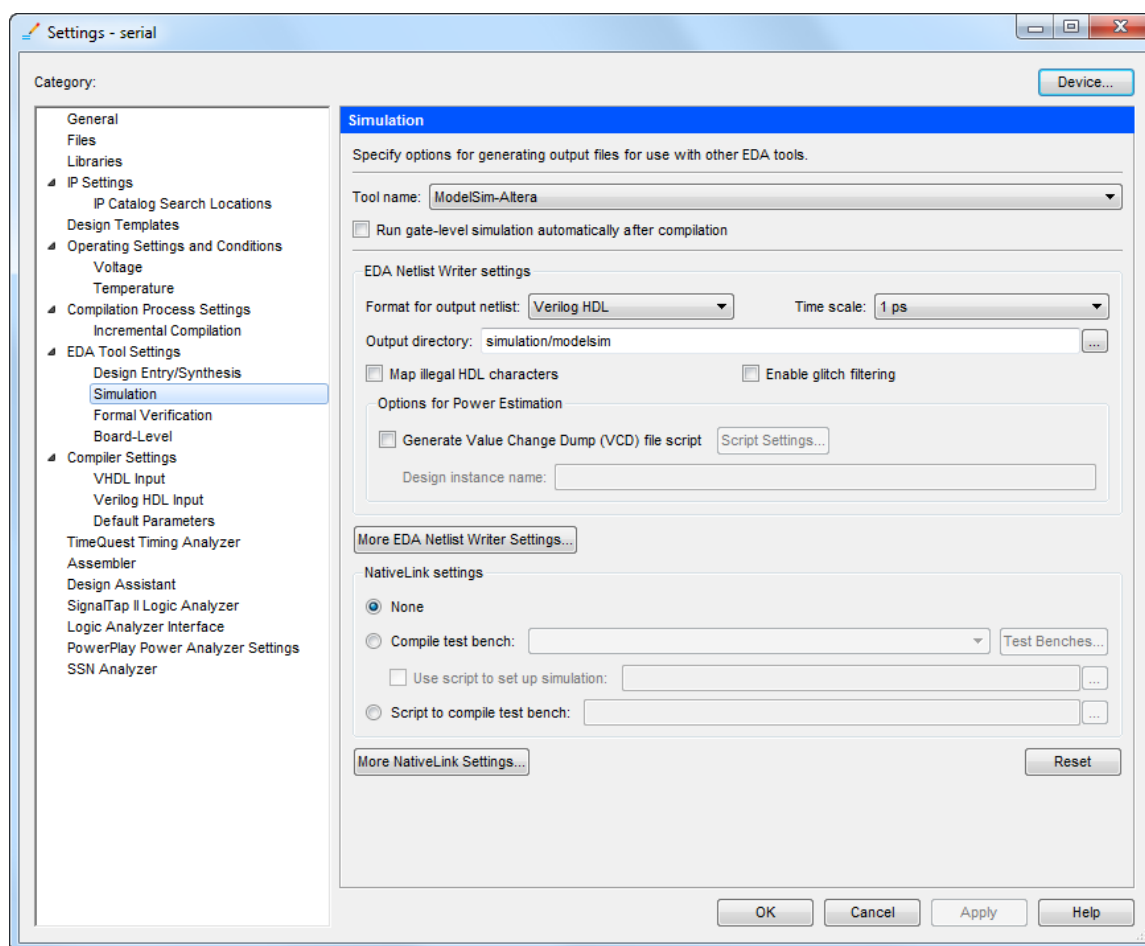 Settings - serial
Category:
Device...
General
Files
Libraries
IP Settings
IP Catalog Search Locations
Design Templates
Operating Settings and Conditions
Voltage
Temperature
Compilation Process Settings
Incremental Compilation
EDA Tool Settings
Design Entry/Synthesis
Simulation
Formal Verification
Board-Level
Compiler Settings
VHDL Input
Verilog HDL Input
Default Parameters
TimeQuest Timing Analyzer
Assembler
Design Assistant
SignalTap II Logic Analyzer
Logic Analyzer Interface
PowerPlay Power Analyzer Settings
SSN Analyzer
Simulation
Specify options for generating output files for use with other EDA tools.
Tool name: ModelSim-Altera
Run gate-level simulation automatically after compilation
EDA Netlist Writer settings
Format for output netlist: Verilog HDL Time scale: 1 ps
Output directory: simulation/modelsim ...
Map illegal HDL characters Enable glitch filtering
Options for Power Estimation
Generate Value Change Dump (VCD) file script Script Settings...
Design instance name:
More EDA Netlist Writer Settings...
NativeLink settings
None
Compile test bench: Test Benches...
Use script to set up simulation: ...
Script to compile test bench: ...
More NativeLink Settings... Reset
OK Cancel Apply Help